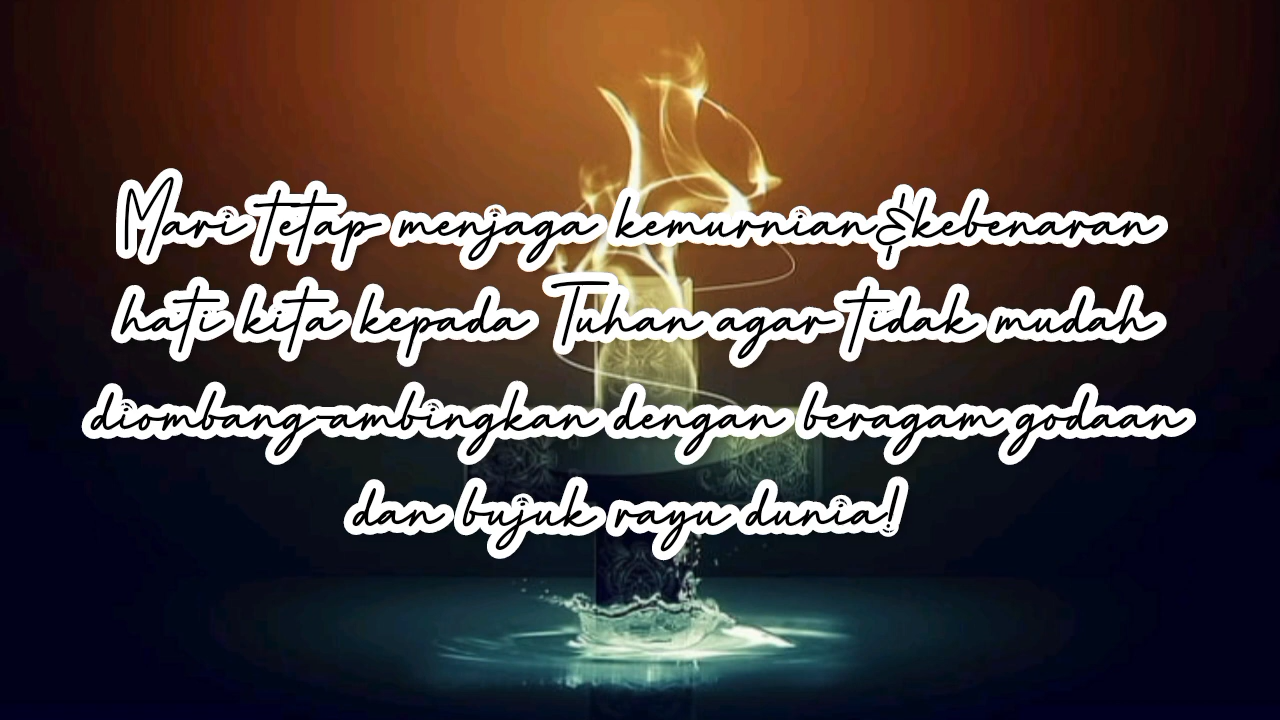 Mari tetap menjaga kemurnian&kebenaran
hati kita kepada Tuhan agar tidak mudah
diombang-ambingkan dengan beragam godaan
dan bujuk rayu dunia!